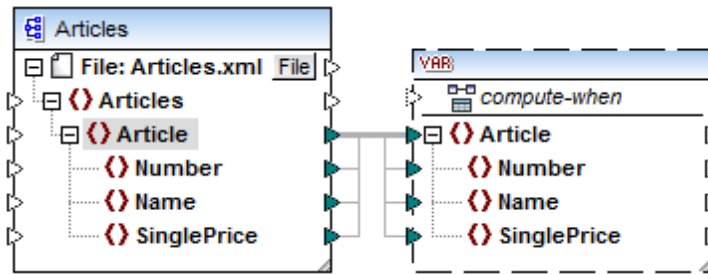 Articles
File: Articles.xml File
Articles
Article
Number
Name
SinglePrice
VAR
compute-when
Article
Number
Name
SinglePrice